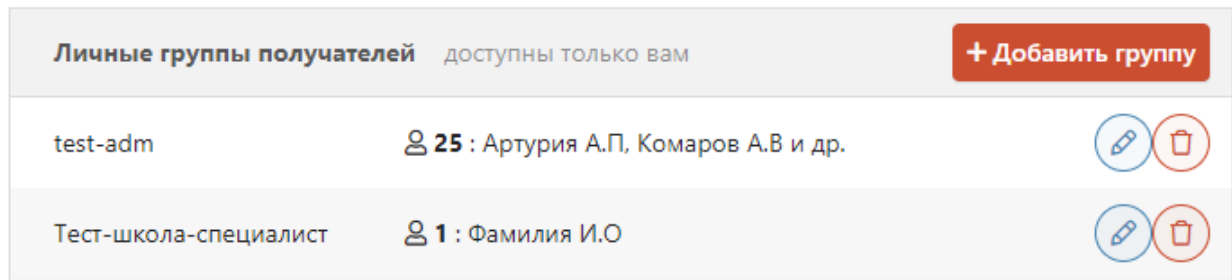 Личные группы получателей доступны только вам + Добавить группу
test-adm 25 : Артурия А.П, Комаров А.В и др.
Тест-школа-специалист 1 : Фамилия И.О